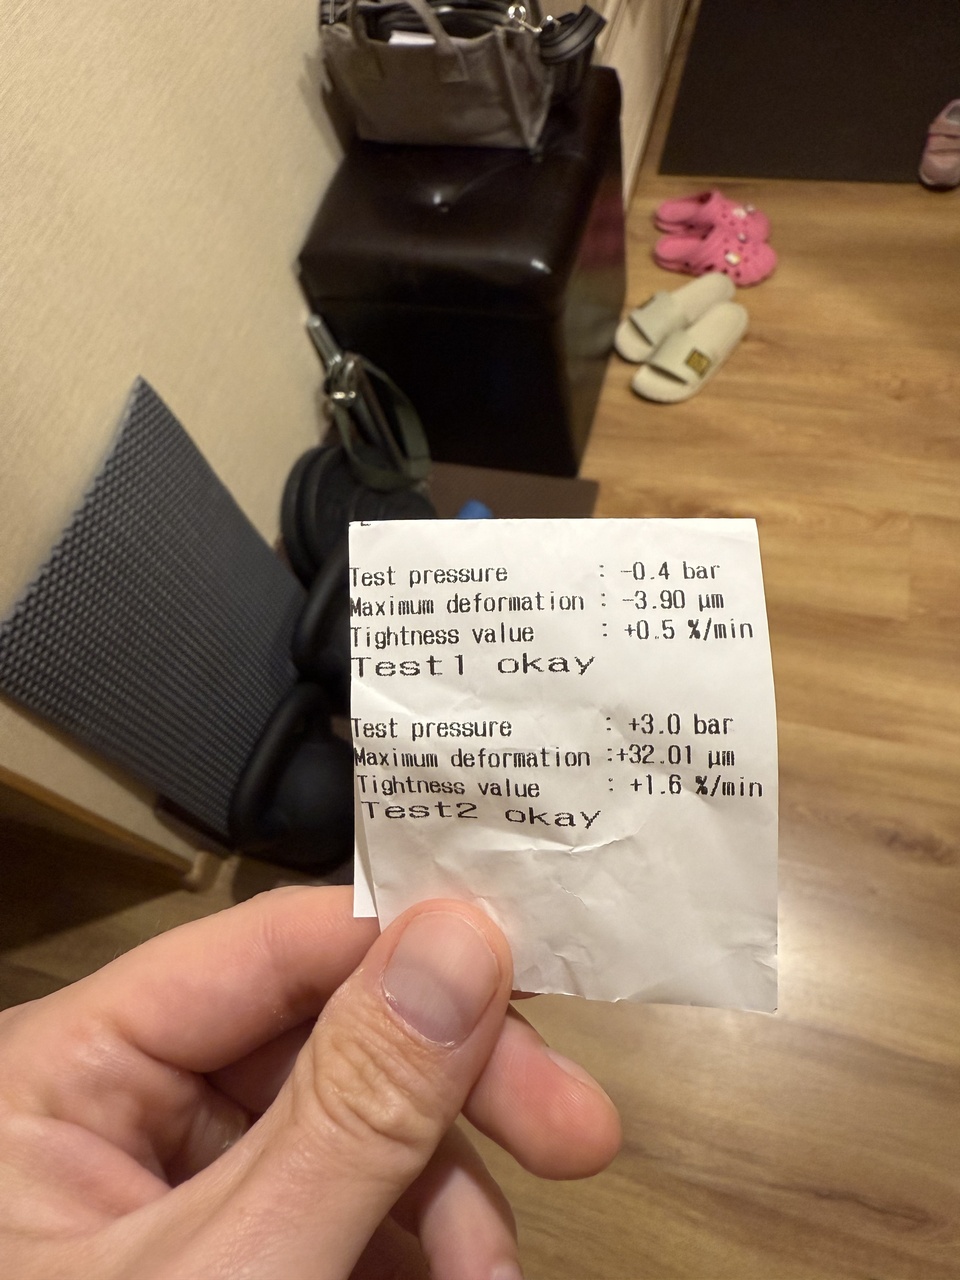 Test pressure : -0.4 bar
Maximum deformation : -3.90 µm
Tightness value : +0.5 %/min
Test1 okay
Test pressure : +3.0 bar
Maximum deformation :+32.01 µm
Tightness value : +1.6 %/min
Test2 okay